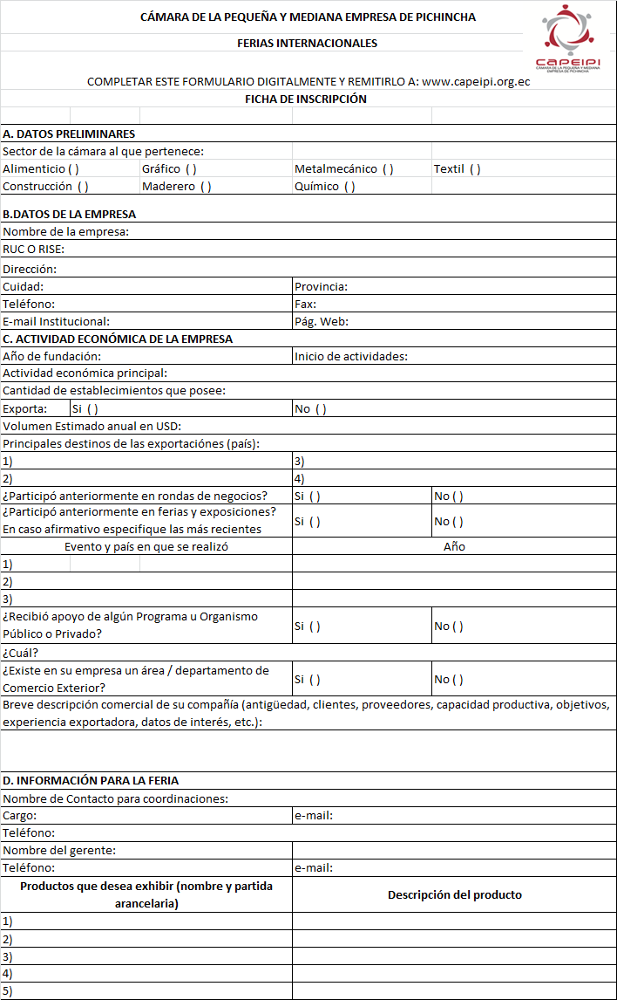 CÁMARA DE LA PEQUEÑA Y MEDIANA EMPRESA DE PICHINCHA
FERIAS INTERNACIONALES
CAPEIPI
CÁMARA DE LA PEQUEÑA Y MEDIANA
EMPRESA DE PICHINCHA
COMPLETAR ESTE FORMULARIO DIGITALMENTE Y REMITIRLO A: www.capeipi.org.ec
FICHA DE INSCRIPCIÓN
A. DATOS PRELIMINARES
Sector de la cámara al que pertenece:
Alimenticio ( ) Gráfico ( ) Metalmecánico ( ) Textil ( )
Construcción ( ) Maderero ( ) Químico ( )
B.DATOS DE LA EMPRESA
Nombre de la empresa:
RUC O RISE:
Dirección:
Cuidad: Provincia:
Teléfono: Fax:
E-mail Institucional: Pág. Web:
C. ACTIVIDAD ECONÓMICA DE LA EMPRESA
Año de fundación: Inicio de actividades:
Actividad económica principal:
Cantidad de establecimientos que posee:
Exporta: Si ( ) No ( )
Volumen Estimado anual en USD:
Principales destinos de las exportaciónes (país):
1) 3)
2) 4)
¿Participó anteriormente en rondas de negocios? Si ( ) No ( )
¿Participó anteriormente en ferias y exposiciones?
En caso afirmativo especifique las más recientes Si ( ) No ( )
Evento y país en que se realizó Año
1)
2)
3)
¿Recibió apoyo de algún Programa u Organismo
Público o Privado? Si ( ) No ( )
¿Cuál?
¿Existe en su empresa un área / departamento de
Comercio Exterior? Si ( ) No ( )
Breve descripción comercial de su compañía (antigüedad, clientes, proveedores, capacidad productiva, objetivos,
experiencia exportadora, datos de interés, etc.):
D. INFORMACIÓN PARA LA FERIA
Nombre de Contacto para coordinaciones:
Cargo: e-mail:
Teléfono:
Nombre del gerente:
Teléfono: e-mail:
Productos que desea exhibir (nombre y partida
arancelaria) Descripción del producto
1)
2)
3)
4)
5)